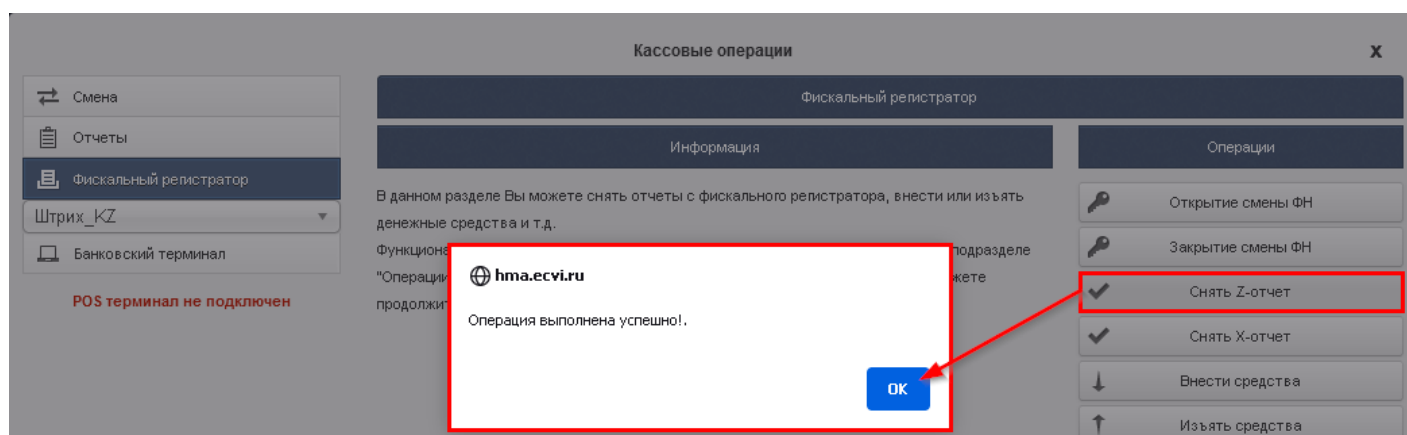 Кассовые операции
x
Смена
Отчеты
Фискальный регистратор
Штрих_KZ
Банковский терминал
POS терминал не подключен
Фискальный регистратор
Информация
В данном разделе Вы можете снять отчеты с фискального регистратора, внести или изъять
денежные средства и т.д.
Функциона подразделе
"Операции жете
продолжит
hma.ecvi.ru
Операция выполнена успешно!.
OK
Операции
Открытие смены ФН
Закрытие смены ФН
Снять Z-отчет
Снять X-отчет
Внести средства
Изъять средства